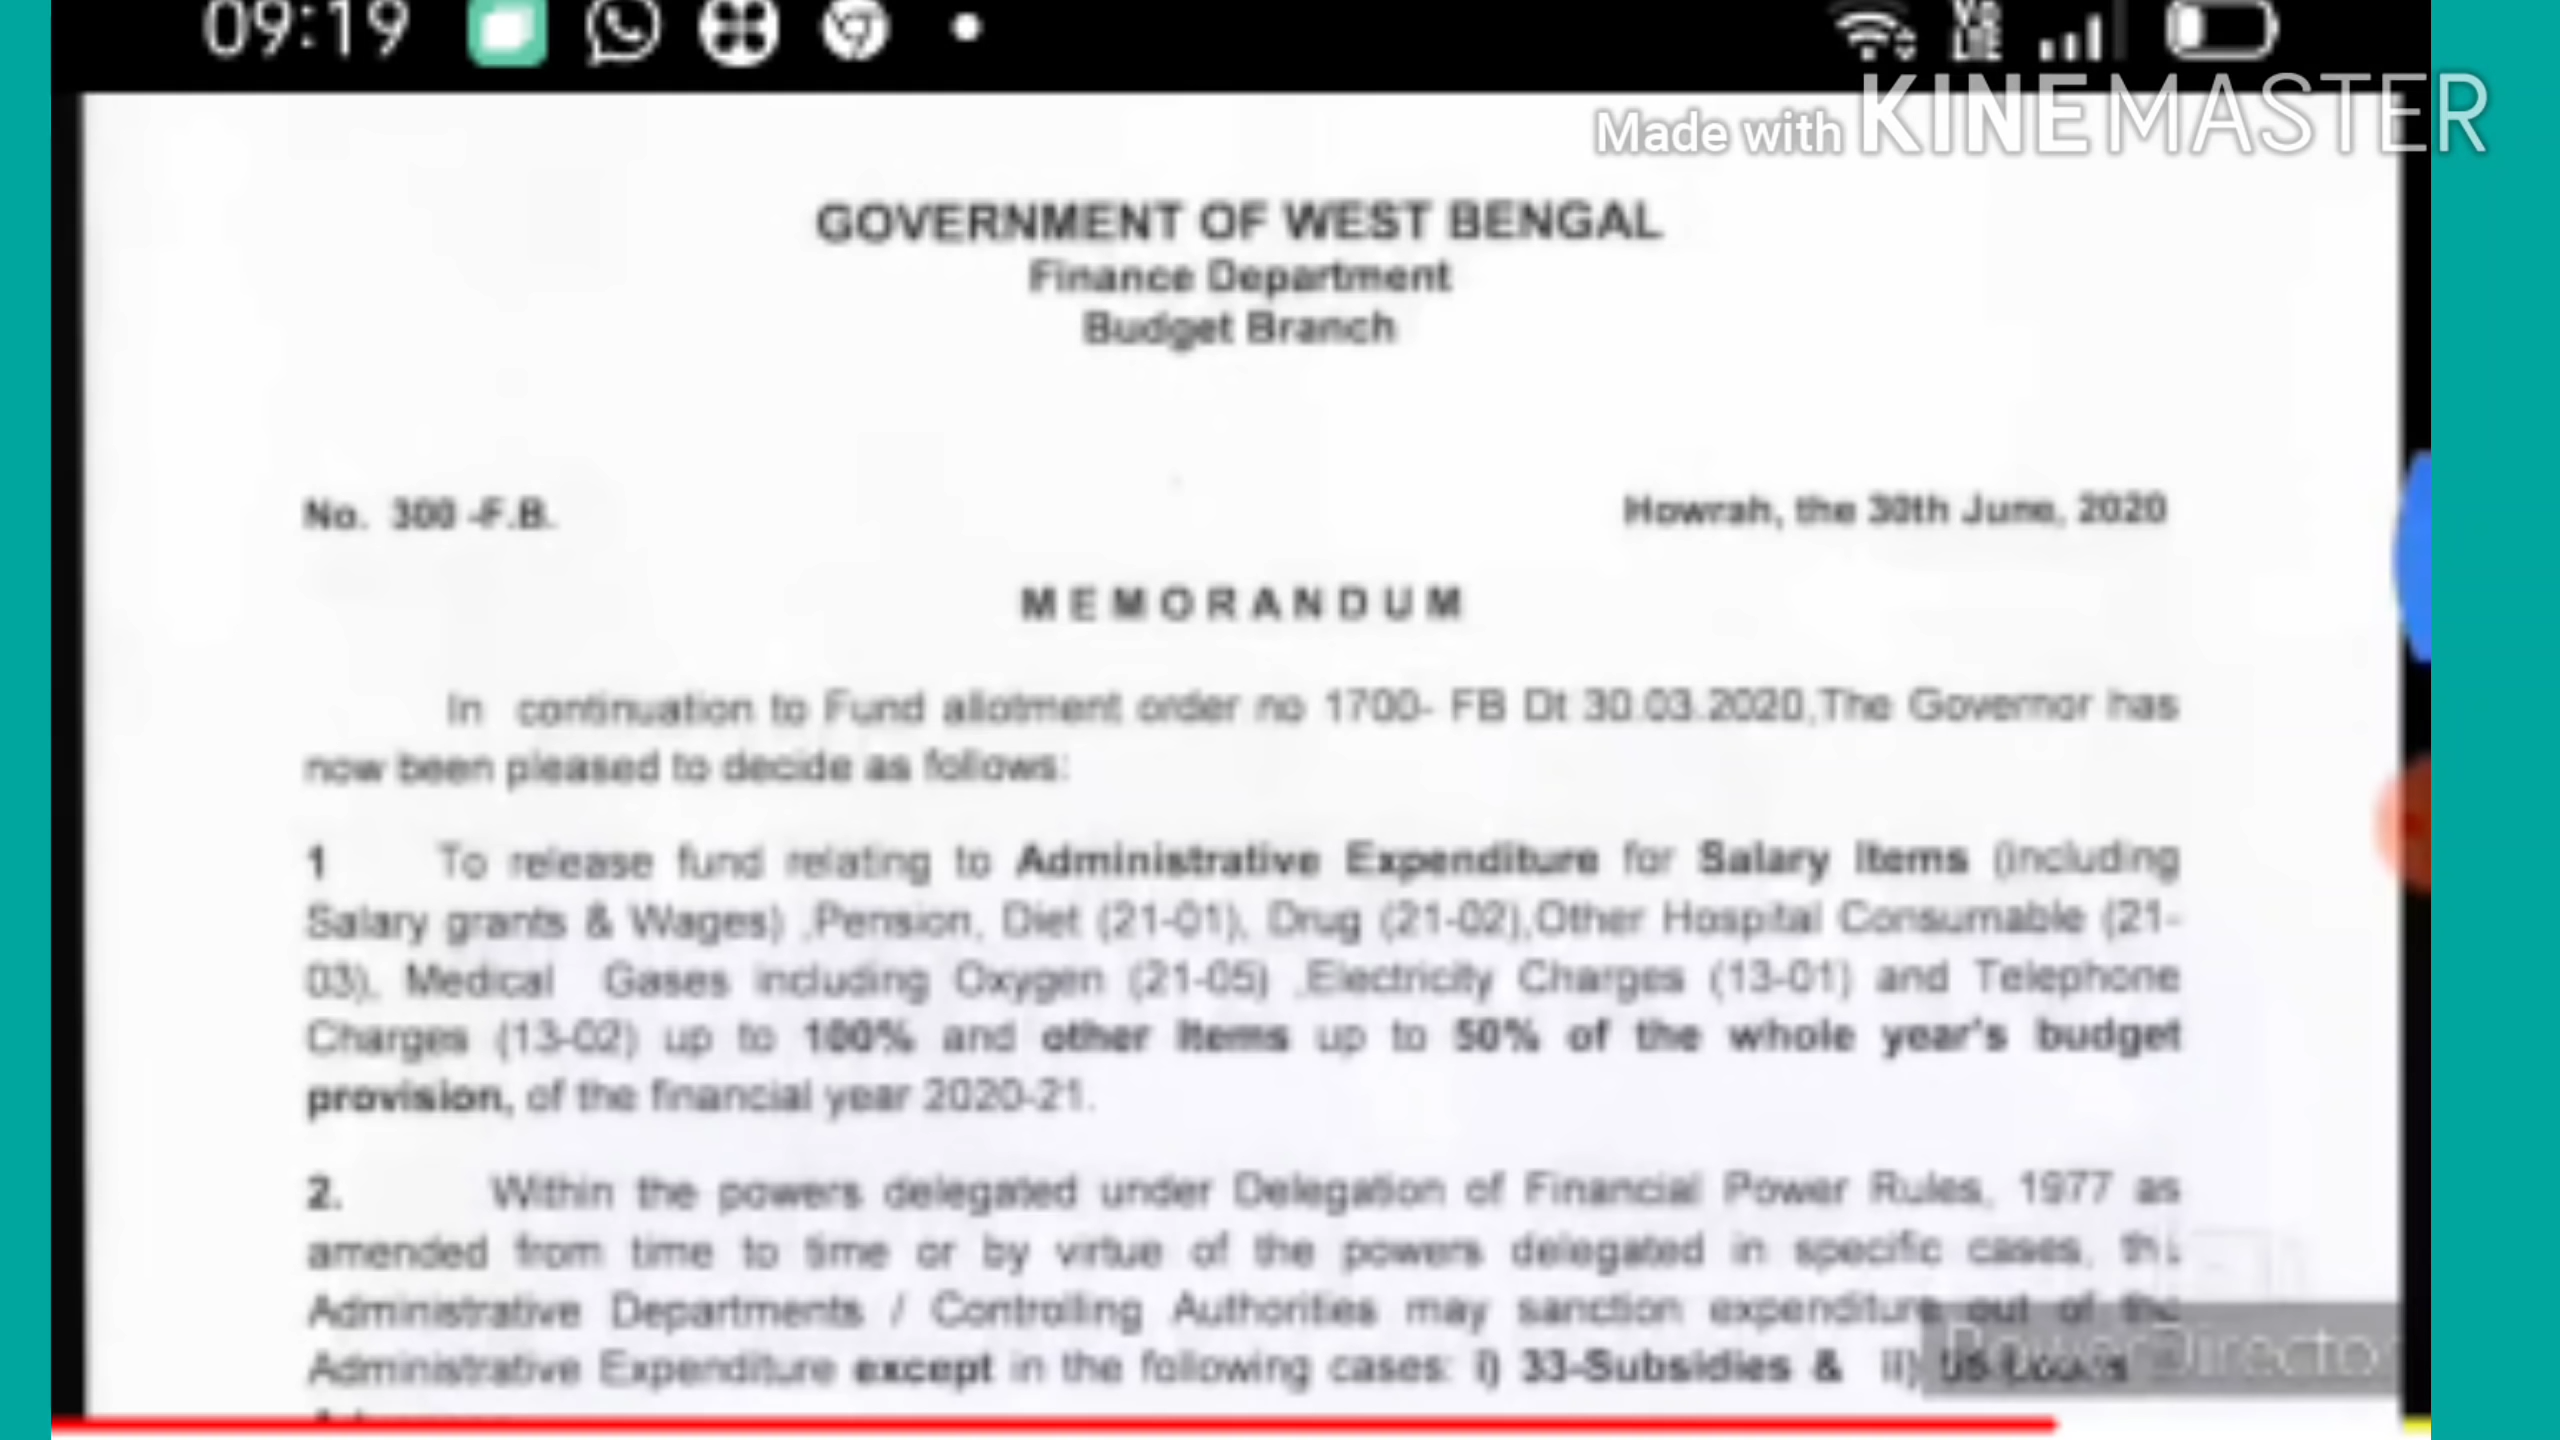 09:19
Vo
LTE
Made with KINEMASTER
GOVERNMENT OF WEST BENGAL
Finance Department
Budget Branch
No. 300 -F.B.
Howrah, the 30th June, 2020
MEMORANDUM
In continuation to Fund allotment order no 1700- FB Dt 30.03.2020,The Governor has
now been pleased to decide as follows:
1 To release fund relating to Administrative Expenditure for Salary Items (including
Salary grants & Wages) ,Pension, Diet (21-01), Drug (21-02),Other Hospital Consumable (21-
03), Medical Gases including Oxygen (21-05) ,Electricity Charges (13-01) and Telephone
Charges (13-02) up to 100% and other Items up to 50% of the whole year's budget
provision, of the financial year 2020-21.
2. Within the powers delegated under Delegation of Financial Power Rules, 1977 as
amended from time to time or by virtue of the powers delegated in specific cases,
Administrative Departments / Controlling Authorities may sanction expenditure out of the
Administrative Expenditure except in the following cases: i) 33-Subsidies & ii)
PowerDirector